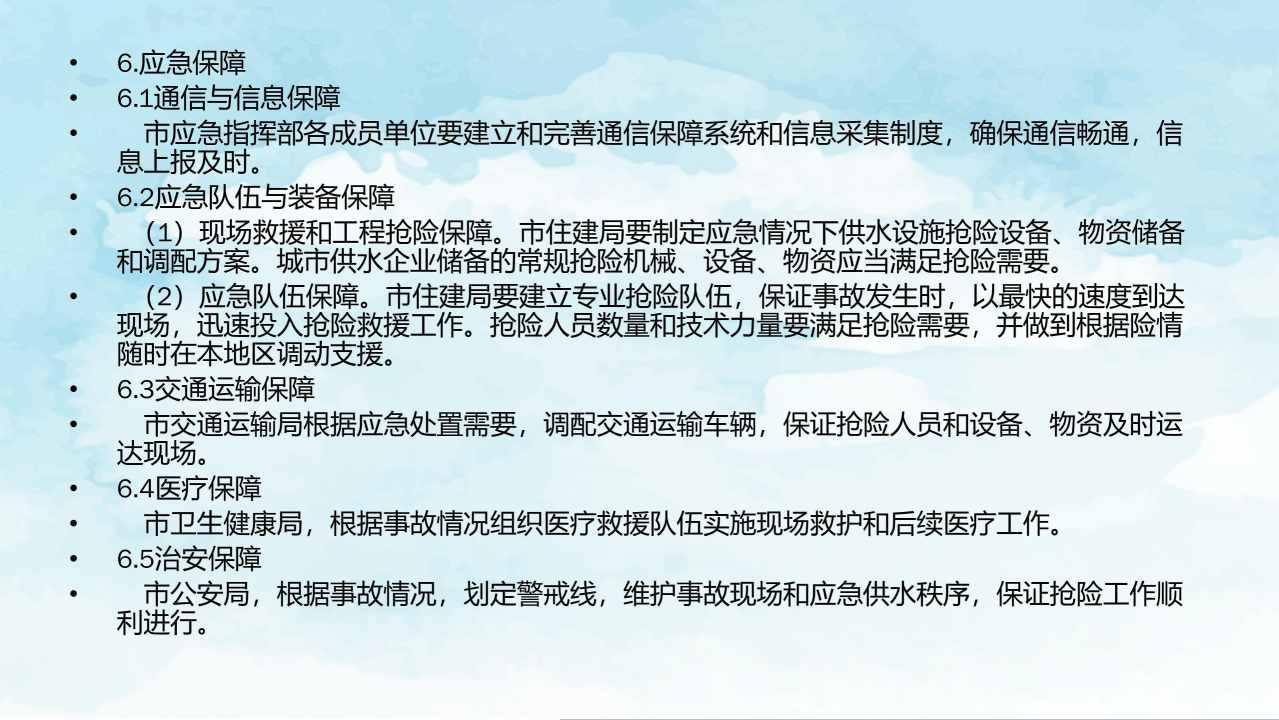 • 6.应急保障
• 6.1通信与信息保障
• 市应急指挥部各成员单位要建立和完善通信保障系统和信息采集制度，确保通信畅通，信
息上报及时。
• 6.2应急队伍与装备保障
• （1）现场救援和工程抢险保障。市住建局要制定应急情况下供水设施抢险设备、物资储备
和调配方案。城市供水企业储备的常规抢险机械、设备、物资应当满足抢险需要。
• （2）应急队伍保障。市住建局要建立专业抢险队伍，保证事故发生时，以最快的速度到达
现场，迅速投入抢险救援工作。抢险人员数量和技术力量要满足抢险需要，并做到根据险情
随时在本地区调动支援。
• 6.3交通运输保障
• 市交通运输局根据应急处置需要，调配交通运输车辆，保证抢险人员和设备、物资及时运
达现场。
• 6.4医疗保障
• 市卫生健康局，根据事故情况组织医疗救援队伍实施现场救护和后续医疗工作。
• 6.5治安保障
• 市公安局，根据事故情况，划定警戒线，维护事故现场和应急供水秩序，保证抢险工作顺
利进行。